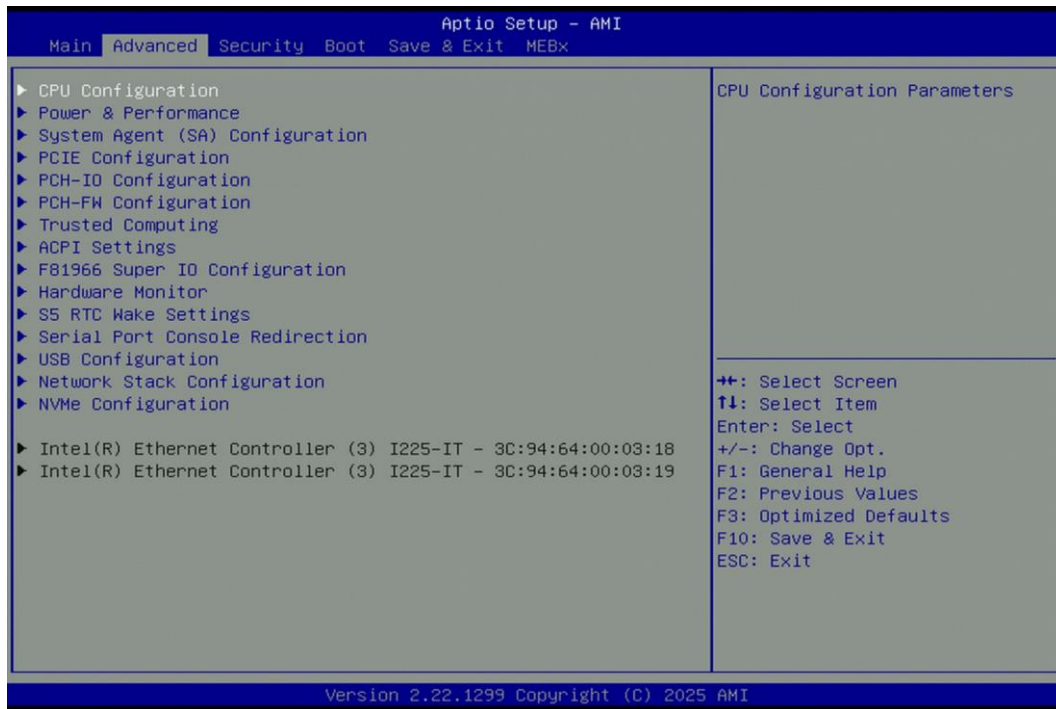 Aptio Setup – AMI
Main Advanced Security Boot Save & Exit MEBx
▶ CPU Configuration
▶ Power & Performance
▶ System Agent (SA) Configuration
▶ PCIE Configuration
▶ PCH-IO Configuration
▶ PCH-FW Configuration
▶ Trusted Computing
▶ ACPI Settings
▶ F81966 Super IO Configuration
▶ Hardware Monitor
▶ S5 RTC Wake Settings
▶ Serial Port Console Redirection
▶ USB Configuration
▶ Network Stack Configuration
▶ NVMe Configuration
▶ Intel(R) Ethernet Controller (3) I225-IT – 3C:94:64:00:03:18
▶ Intel(R) Ethernet Controller (3) I225-IT – 3C:94:64:00:03:19
CPU Configuration Parameters
→←: Select Screen
↑↓: Select Item
Enter: Select
+/-: Change Opt.
F1: General Help
F2: Previous Values
F3: Optimized Defaults
F10: Save & Exit
ESC: Exit
Version 2.22.1299 Copyright (C) 2025 AMI